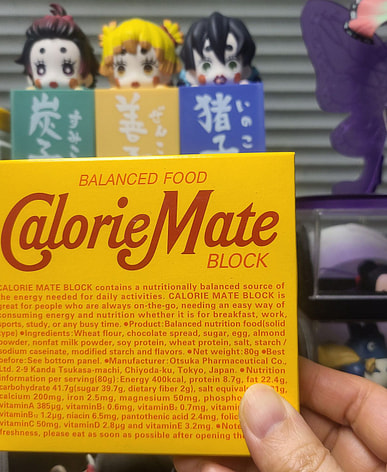 炭 すみ
善 ぜんこ
猪 いのこ
BALANCED FOOD
CalorieMate
BLOCK
CALORIE MATE BLOCK contains a nutritionally balanced source of
the energy needed for daily activities. CALORIE MATE BLOCK is
great for people who are always on-the-go, needing an easy way of
consuming energy and nutrition whether it is for breakfast, work,
sports, study, or any busy time. •Product:Balanced nutrition food(solid
type) •Ingredients:Wheat flour, chocolate spread, sugar, egg, almond
powder, nonfat milk powder, soy protein, wheat protein, salt, starch /
sodium caseinate, modified starch and flavors. •Net weight:80g •Best
before:See bottom panel. •Manufacturer:Otsuka Pharmaceutical Co.,
Ltd. 2-9 Kanda Tsukasa-machi, Chiyoda-ku, Tokyo, Japan. •Nutrition
information per serving(80g):Energy 400kcal, protein 8.7g, fat 22.4g,
carbohydrate 41.7g(sugar 39.7g, dietary fiber 2g), salt equiv
calcium 200mg, iron 2.5mg, magnesium 50mg, phosph
vitaminA 385μg, vitaminB₁ 0.6mg, vitaminB₂ 0.7mg, vitamin
vitaminB₁₂ 1.2μg, niacin 6.5mg, pantothenic acid 2.4mg, fol
vitaminC 50mg, vitaminD 2.8μg and vitaminE 3.2mg. •Not
freshness, please eat as soon as possible after opening th